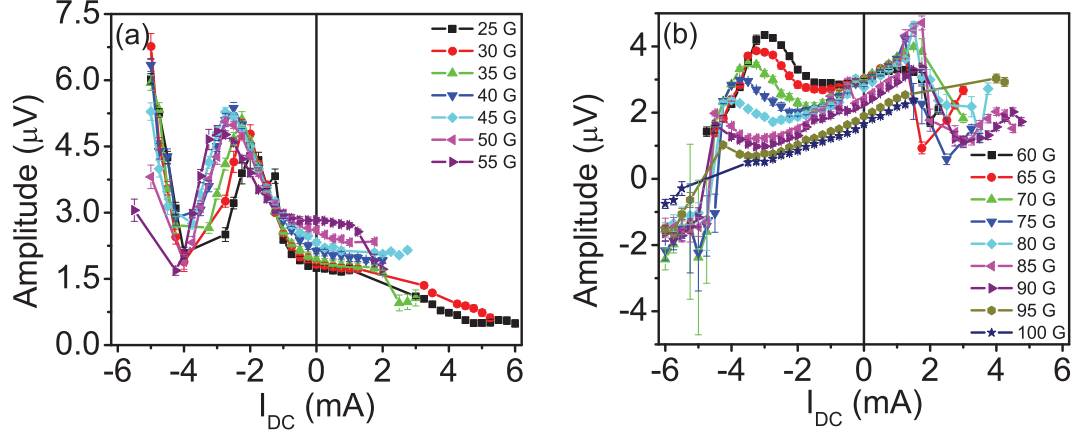 (a)
25 G
30 G
35 G
40 G
45 G
50 G
55 G
7.5
6.0
4.5
3.0
1.5
0.0
Amplitude (μV)
-6 -4 -2 0 2 4 6
I_DC (mA)
(b)
60 G
65 G
70 G
75 G
80 G
85 G
90 G
95 G
100 G
4
2
0
-2
-4
Amplitude (μV)
-6 -4 -2 0 2 4 6
I_DC (mA)